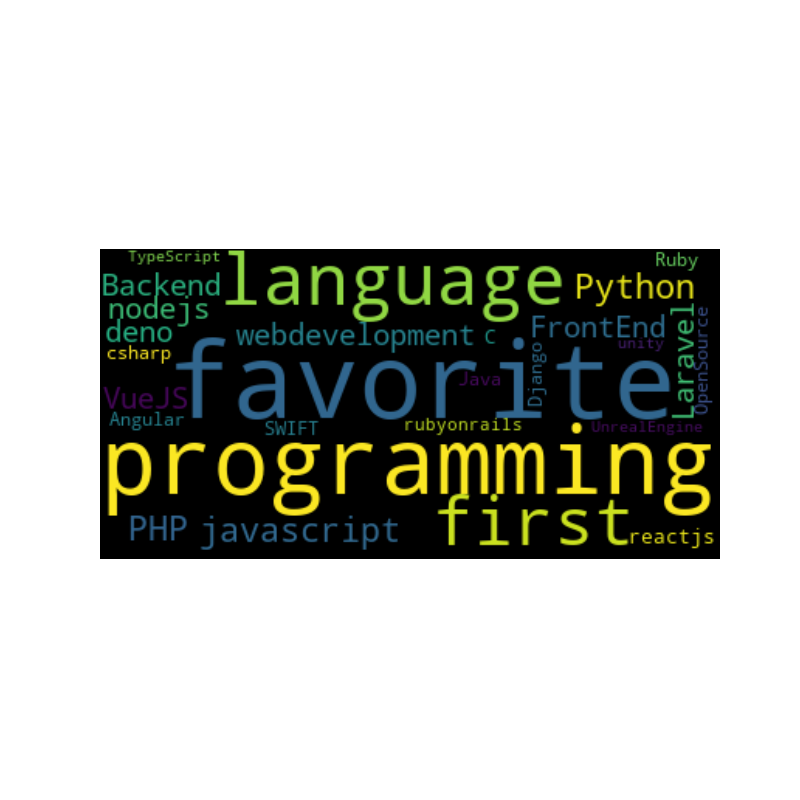 TypeScript
language
Ruby
Backend
Python
nodejs
deno
webdevelopment
C
FrontEnd
Laravel
OpenSource
csharp
favorite
Django
unity
Java
VueJS
Angular
SWIFT
rubyonrails
UnrealEngine
programming
PHP
javascript
first
reactjs